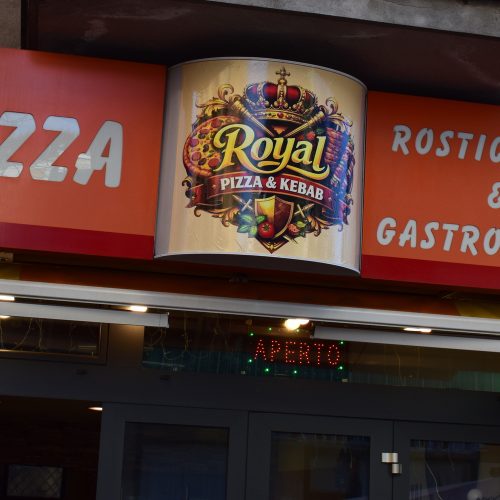 ZZA
Royal
PIZZA & KEBAB
ROSTIC
&
GASTRO
APERTO